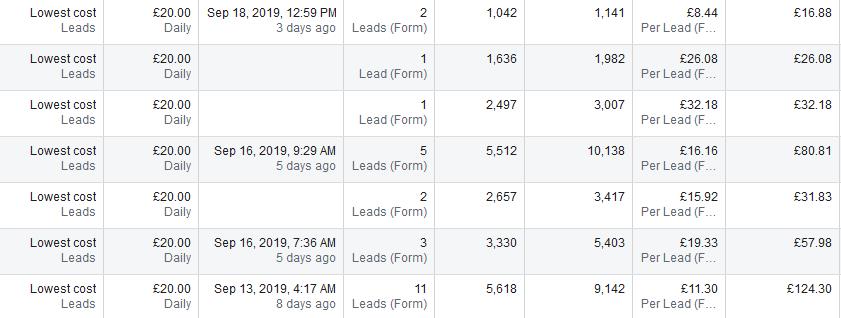 Lowest cost £20.00 Sep 18, 2019, 12:59 PM 2 1,042 1,141 £8.44 £16.88
Leads Daily 3 days ago Leads (Form) Per Lead (F...
Lowest cost £20.00 1 1,636 1,982 £26.08 £26.08
Leads Daily Lead (Form) Per Lead (F...
Lowest cost £20.00 1 2,497 3,007 £32.18 £32.18
Leads Daily Lead (Form) Per Lead (F...
Lowest cost £20.00 Sep 16, 2019, 9:29 AM 5 5,512 10,138 £16.16 £80.81
Leads Daily 5 days ago Leads (Form) Per Lead (F...
Lowest cost £20.00 2 2,657 3,417 £15.92 £31.83
Leads Daily Leads (Form) Per Lead (F...
Lowest cost £20.00 Sep 16, 2019, 7:36 AM 3 3,330 5,403 £19.33 £57.98
Leads Daily 5 days ago Leads (Form) Per Lead (F...
Lowest cost £20.00 Sep 13, 2019, 4:17 AM 11 5,618 9,142 £11.30 £124.30
Leads Daily 8 days ago Leads (Form) Per Lead (F...